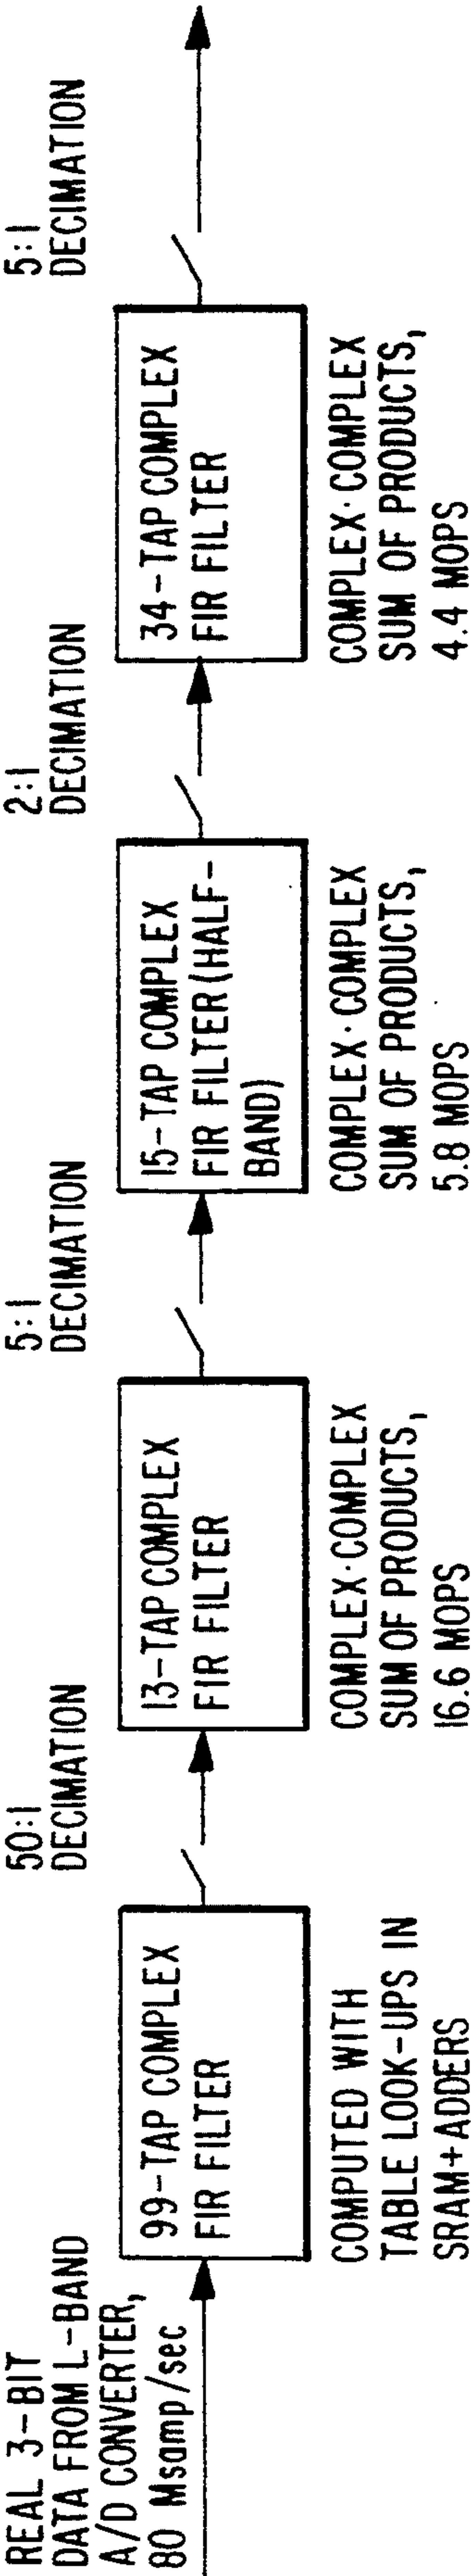 REAL 3-BIT
DATA FROM L-BAND
A/D CONVERTER,
80 Msamp/sec
99-TAP COMPLEX
FIR FILTER
COMPUTED WITH
TABLE LOOK-UPS IN
SRAM+ADDERS
50:1
DECIMATION
13-TAP COMPLEX
FIR FILTER
COMPLEX·COMPLEX
SUM OF PRODUCTS,
16.6 MOPS
5:1
DECIMATION
15-TAP COMPLEX
FIR FILTER (HALF-
BAND)
COMPLEX·COMPLEX
SUM OF PRODUCTS,
5.8 MOPS
2:1
DECIMATION
34-TAP COMPLEX
FIR FILTER
COMPLEX·COMPLEX
SUM OF PRODUCTS,
4.4 MOPS
5:1
DECIMATION